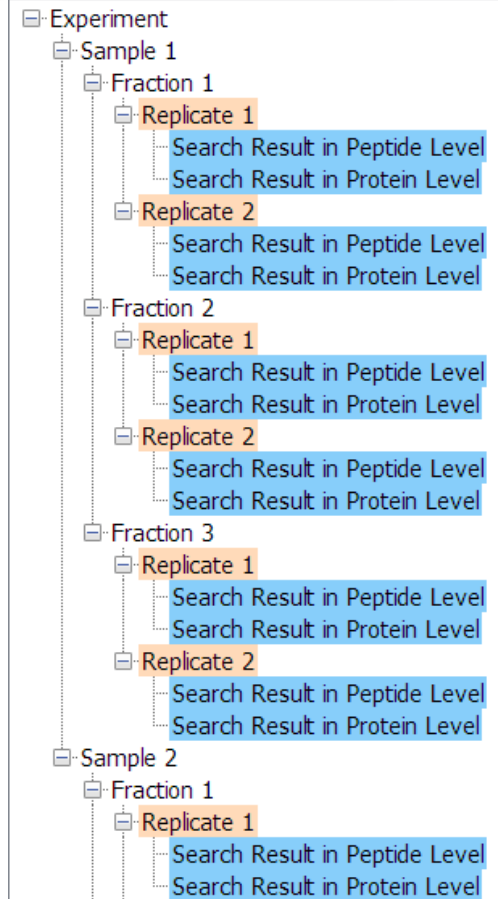 Experiment
Sample 1
Fraction 1
Replicate 1
Search Result in Peptide Level
Search Result in Protein Level
Replicate 2
Search Result in Peptide Level
Search Result in Protein Level
Fraction 2
Replicate 1
Search Result in Peptide Level
Search Result in Protein Level
Replicate 2
Search Result in Peptide Level
Search Result in Protein Level
Fraction 3
Replicate 1
Search Result in Peptide Level
Search Result in Protein Level
Replicate 2
Search Result in Peptide Level
Search Result in Protein Level
Sample 2
Fraction 1
Replicate 1
Search Result in Peptide Level
Search Result in Protein Level